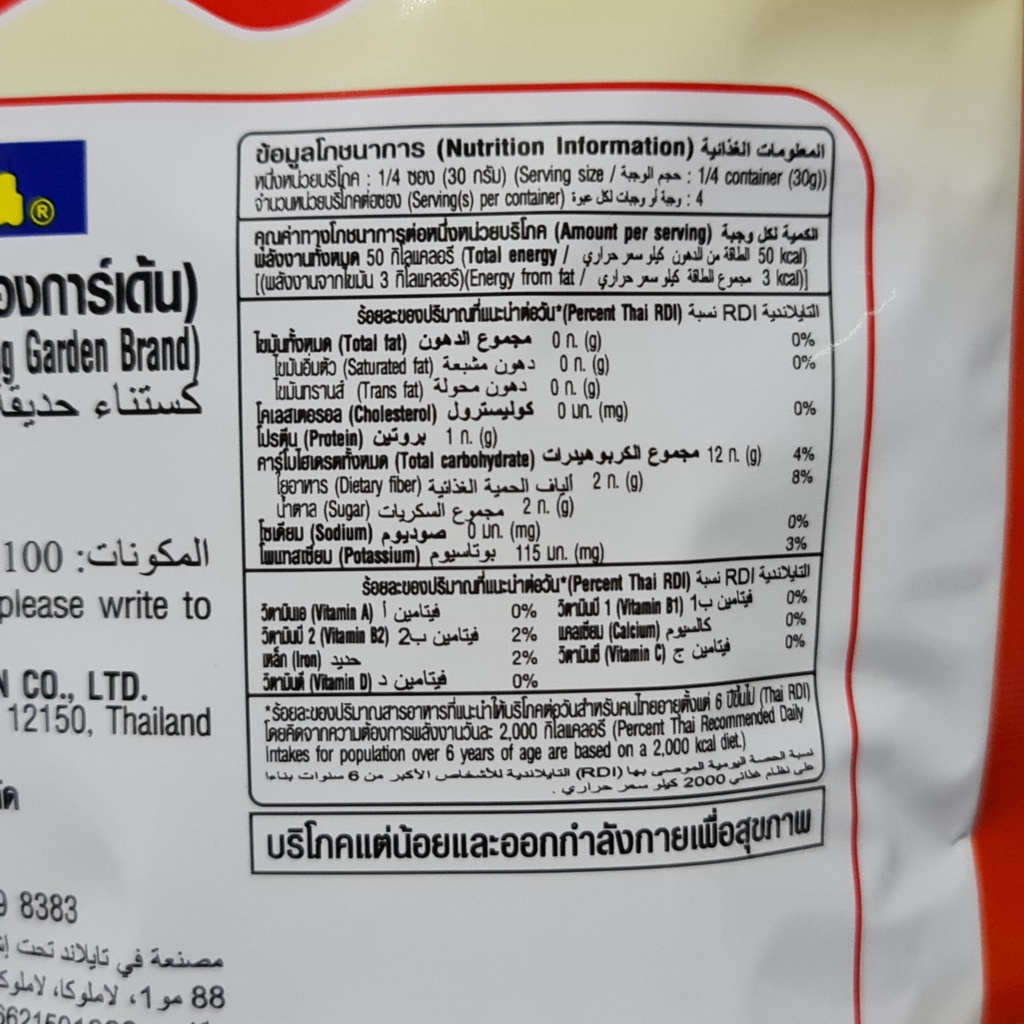 ®
องการ์เด้น)
g Garden Brand)
كستناء حديقة
المكونات: 100
please write to
N CO., LTD.
12150, Thailand
9 8383
مصنعة في تايلاند تحت
88 مو 1، لاملوكا، لاملوك
ข้อมูลโภชนาการ (Nutrition Information) المعلومات الغذائية
หนึ่งหน่วยบริโภค : 1/4 ซอง (30 กรัม) (Serving size / حجم الوجبة : 1/4 container (30g))
จำนวนหน่วยบริโภคต่อซอง (Serving(s) per container) وجبة أو وجبات لكل عبوة : 4
คุณค่าทางโภชนาการต่อหนึ่งหน่วยบริโภค (Amount per serving) الكمية لكل وجبة
พลังงานทั้งหมด 50 กิโลแคลอรี (Total energy / الطاقة من الدهون كيلو سعر حراري 50 kcal)
[(พลังงานจากไขมัน 3 กิโลแคลอรี)(Energy from fat / مجموع الطاقة كيلو سعر حراري 3 kcal)]
ร้อยละของปริมาณที่แนะนำต่อวัน*(Percent Thai RDI) نسبة RDI التايلاندية
ไขมันทั้งหมด (Total fat) مجموع الدهون 0 ก. (g) 0%
ไขมันอิ่มตัว (Saturated fat) دهون مشبعة 0 ก. (g) 0%
ไขมันทรานส์ (Trans fat) دهون محولة 0 ก. (g)
โคเลสเตอรอล (Cholesterol) كوليسترول 0 มก. (mg) 0%
โปรตีน (Protein) بروتين 1 ก. (g)
คาร์โบไฮเดรตทั้งหมด (Total carbohydrate) مجموع الكربوهيدرات 12 ก. (g) 4%
ใยอาหาร (Dietary fiber) ألياف الحمية الغذائية 2 ก. (g) 8%
น้ำตาล (Sugar) مجموع السكريات 2 ก. (g)
โซเดียม (Sodium) صوديوم 0 มก. (mg) 0%
โพแทสเซียม (Potassium) بوتاسيوم 115 มก. (mg) 3%
ร้อยละของปริมาณที่แนะนำต่อวัน*(Percent Thai RDI) نسبة RDI التايلاندية
วิตามินเอ (Vitamin A) فيتامين أ 0% วิตามินบี 1 (Vitamin B1) فيتامين ب1 0%
วิตามินบี 2 (Vitamin B2) فيتامين ب2 2% แคลเซียม (Calcium) كالسيوم 0%
เหล็ก (Iron) حديد 2% วิตามินซี (Vitamin C) فيتامين ج 0%
วิตามินดี (Vitamin D) فيتامين د 0%
*ร้อยละของปริมาณสารอาหารที่แนะนำให้บริโภคต่อวันสำหรับคนไทยอายุตั้งแต่ 6 ปีขึ้นไป (Thai RDI)
โดยคิดจากความต้องการพลังงานวันละ 2,000 กิโลแคลอรี (Percent Thai Recommended Daily
Intakes for population over 6 years of age are based on a 2,000 kcal diet.)
نسبة الحصة اليومية الموصى بها (RDI) التايلاندية للأشخاص الأكبر من 6 سنوات بناءا
على نظام غذائي 2000 كيلو سعر حراري .
บริโภคแต่น้อยและออกกำลังกายเพื่อสุขภาพ